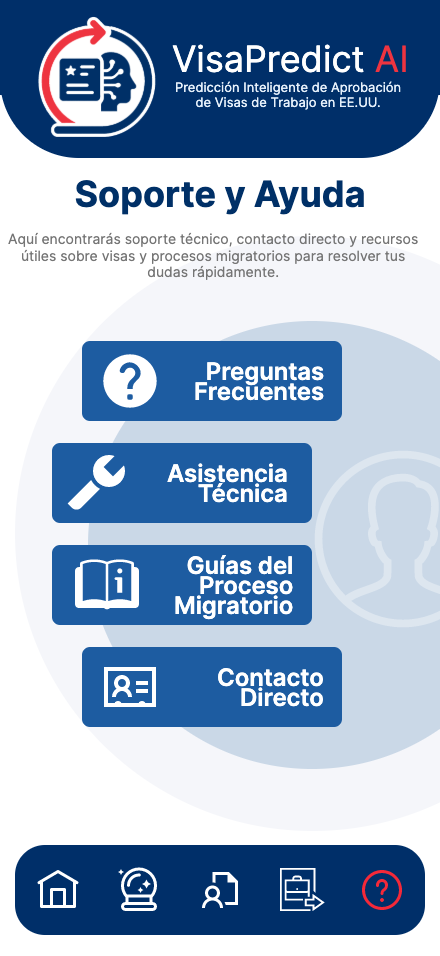 VisaPredict AI
Predicción Inteligente de Aprobación
de Visas de Trabajo en EE.UU.
Soporte y Ayuda
Aquí encontrarás soporte técnico, contacto directo y recursos
útiles sobre visas y procesos migratorios para resolver tus
dudas rápidamente.
Preguntas
Frecuentes
Asistencia
Técnica
Guías del
Proceso
Migratorio
Contacto
Directo